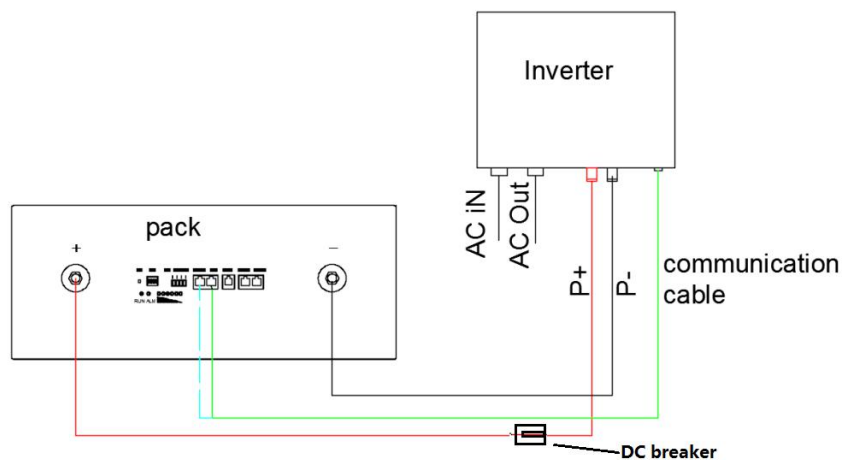 Inverter
AC iN
AC Out
P+
P-
communication
cable
pack
+
−
RUN ALM
DC breaker